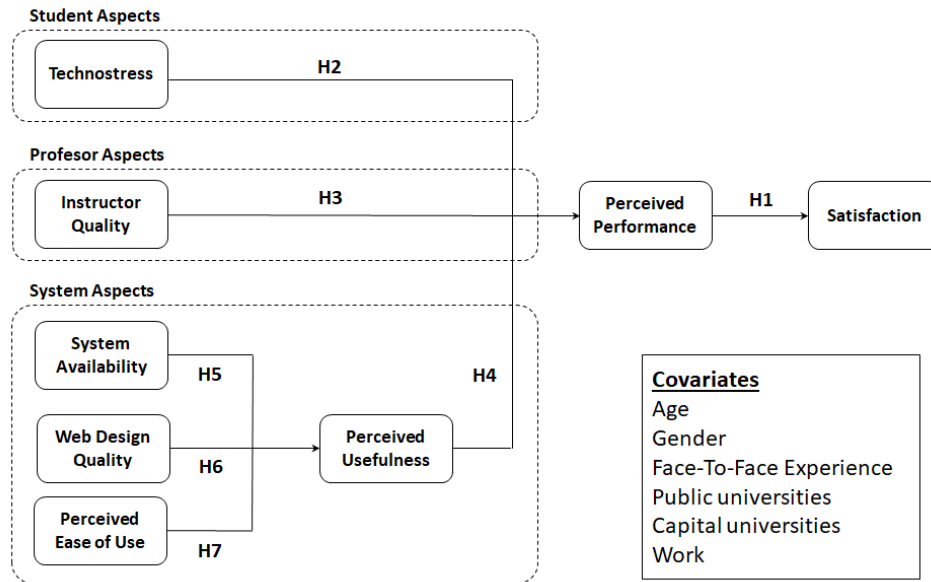 Student Aspects
Technostress
H2
Profesor Aspects
Instructor
Quality
H3
Perceived
Performance
H1
Satisfaction
System Aspects
System
Availability
H5
H4
Web Design
Quality
H6
Perceived
Usefulness
Perceived
Ease of Use
H7
Covariates
Age
Gender
Face-To-Face Experience
Public universities
Capital universities
Work